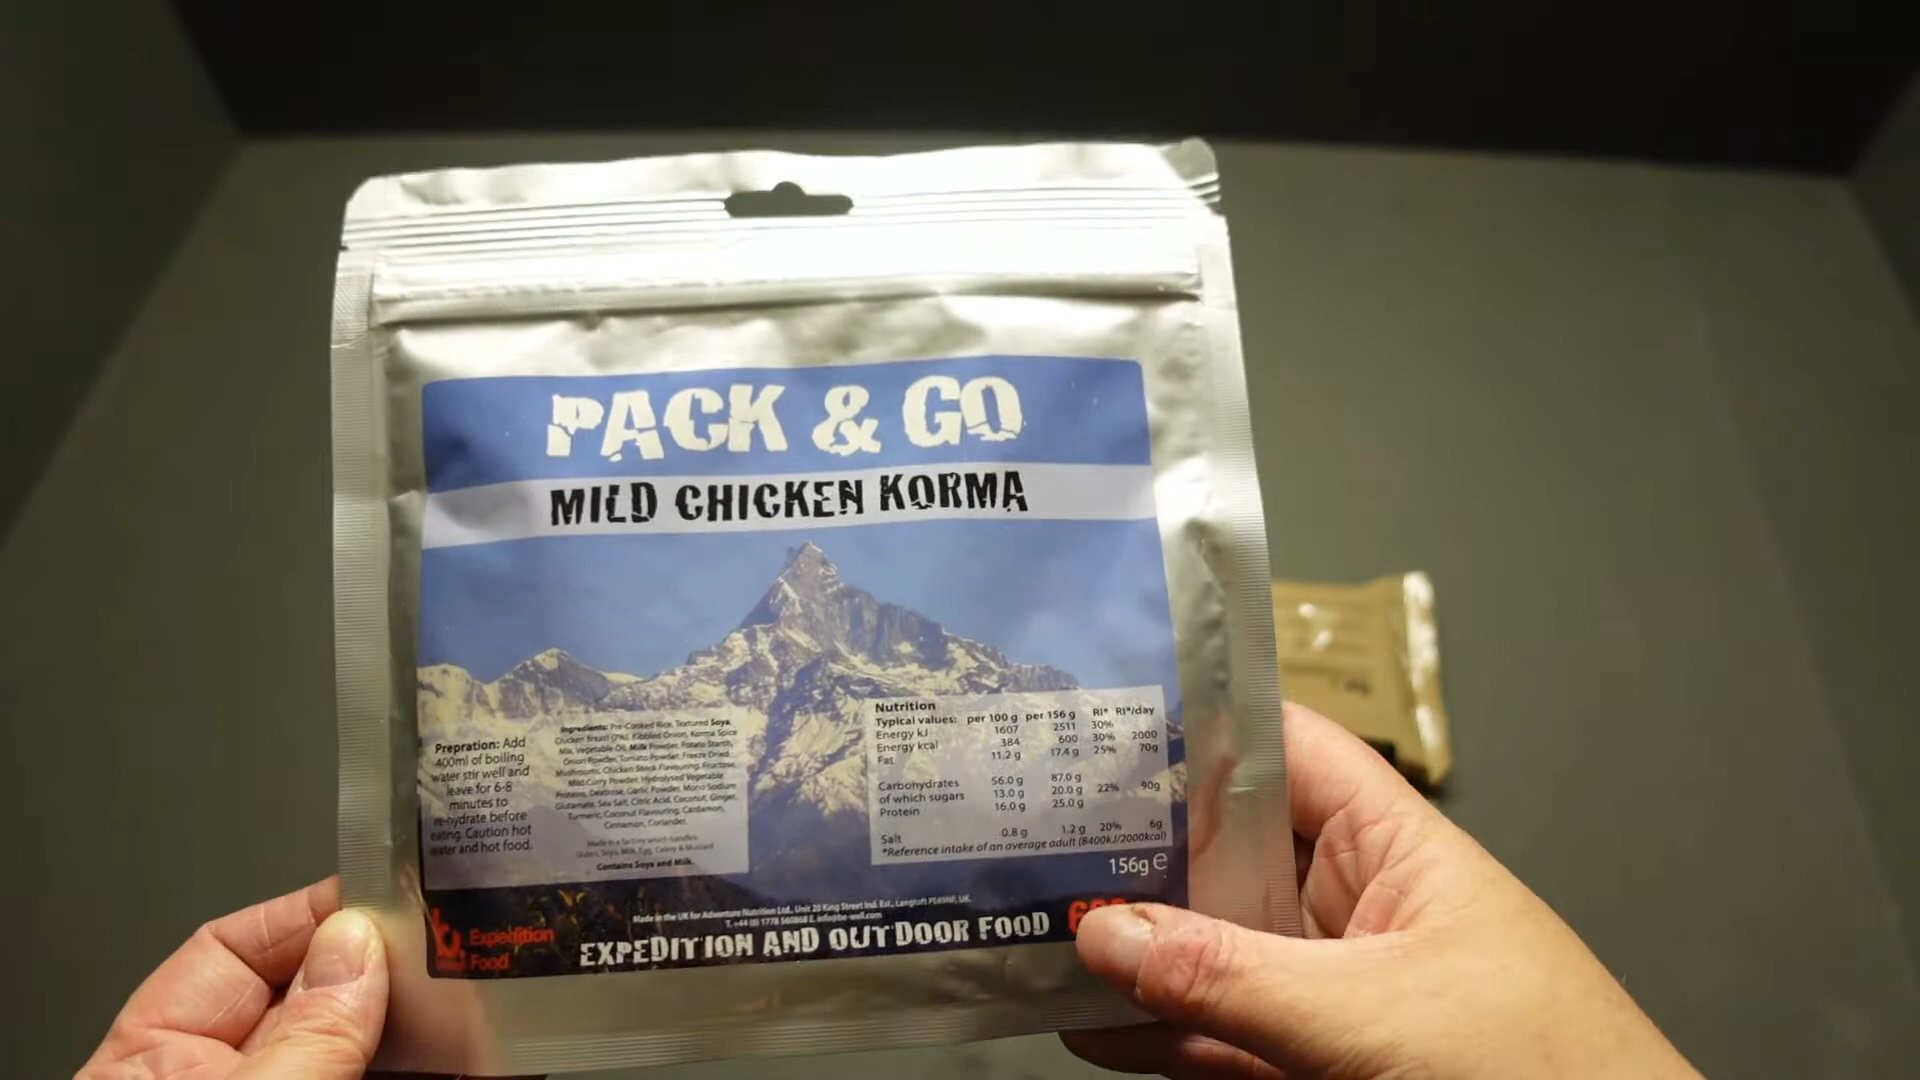 PACK & GO
MILD CHICKEN KORMA
Prepration: Add
400ml of boiling
water stir well and
leave for 6-8
minutes to
re-hydrate before
eating. Caution hot
water and hot food.
Ingredients: Pre-Cooked Rice, Textured Soya,
Chicken Breast (7%), Kibbled Onion, Korma Spice
Mix, Vegetable Oil, Milk Powder, Potato Starch,
Onion Powder, Tomato Powder, Freeze Dried
Mushrooms, Chicken Stock Flavouring, Fructose,
Mild Curry Powder, Hydrolysed Vegetable
Proteins, Dextrose, Garlic Powder, Mono Sodium
Glutamate, Sea Salt, Citric Acid, Coconut, Ginger,
Turmeric, Coconut Flavouring, Cardamon,
Cinnamon, Coriander.
Made in a factory which handles:
Gluten, Soya, Milk, Egg, Celery & Mustard
Contains Soya and Milk.
Nutrition
Typical values: per 100 g per 156 g RI* RI*/day
Energy kJ 1607 2511 30%
Energy kcal 384 600 30% 2000
Fat 11.2 g 17.4 g 25% 70g
Carbohydrates 56.0 g 87.0 g
of which sugars 13.0 g 20.0 g 22% 90g
Protein 16.0 g 25.0 g
Salt 0.8 g 1.2 g 20% 6g
*Reference intake of an average adult (8400kJ/2000kcal)
156g e
Made in the UK for Adventure Nutrition Ltd., Unit 20 King Street Ind. Est., Langtoft PE69NF, UK.
T. +44 (0) 1778 560868 E. info@be-well.com
b. Expedition
Food
EXPEDITION AND OUTDOOR FOOD